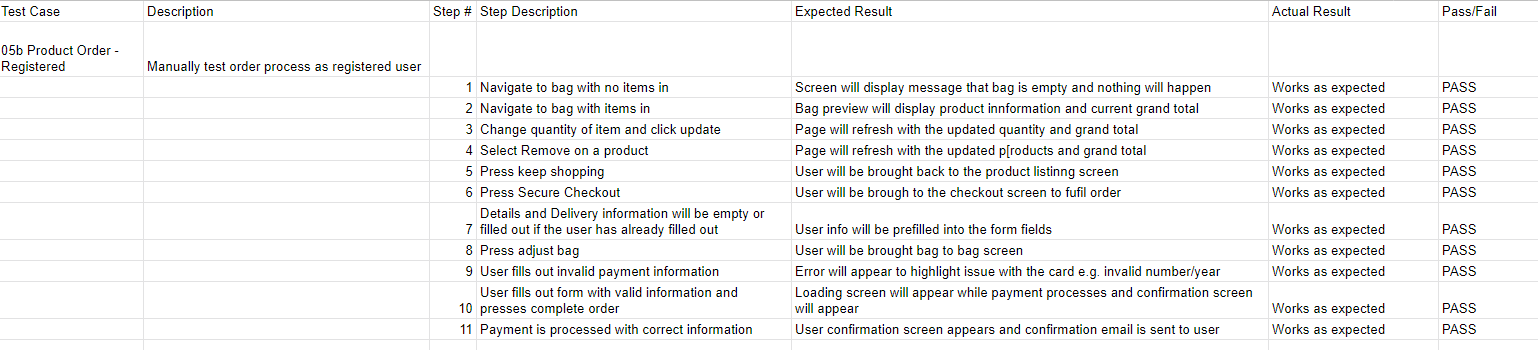 Test Case Description Step # Step Description Expected Result Actual Result Pass/Fail
05b Product Order -
Registered Manually test order process as registered user
1 Navigate to bag with no items in Screen will display message that bag is empty and nothing will happen Works as expected PASS
2 Navigate to bag with items in Bag preview will display product innformation and current grand total Works as expected PASS
3 Change quantity of item and click update Page will refresh with the updated quantity and grand total Works as expected PASS
4 Select Remove on a product Page will refresh with the updated p[roducts and grand total Works as expected PASS
5 Press keep shopping User will be brought back to the product listinng screen Works as expected PASS
6 Press Secure Checkout User will be brough to the checkout screen to fufil order Works as expected PASS
Details and Delivery information will be empty or
7 filled out if the user has already filled out User info will be prefilled into the form fields Works as expected PASS
8 Press adjust bag User will be brought bag to bag screen Works as expected PASS
9 User fills out invalid payment information Error will appear to highlight issue with the card e.g. invalid number/year Works as expected PASS
User fills out form with valid information and Loading screen will appear while payment processes and confirmation screen
10 presses complete order will appear Works as expected PASS
11 Payment is processed with correct information User confirmation screen appears and confirmation email is sent to user Works as expected PASS